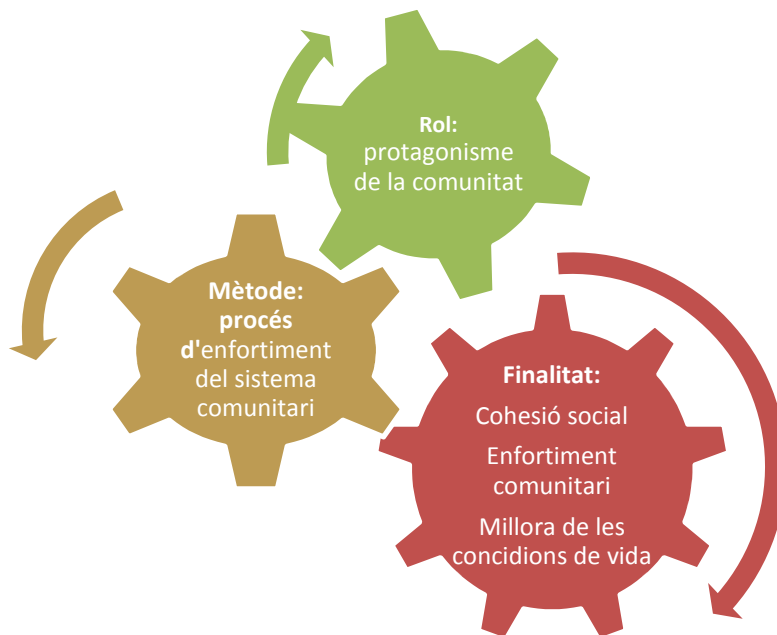 Rol:
protagonisme
de la comunitat
Mètode:
procés
d'enfortiment
del sistema
comunitari
Finalitat:
Cohesió social
Enfortiment
comunitari
Millora de les
concidions de vida